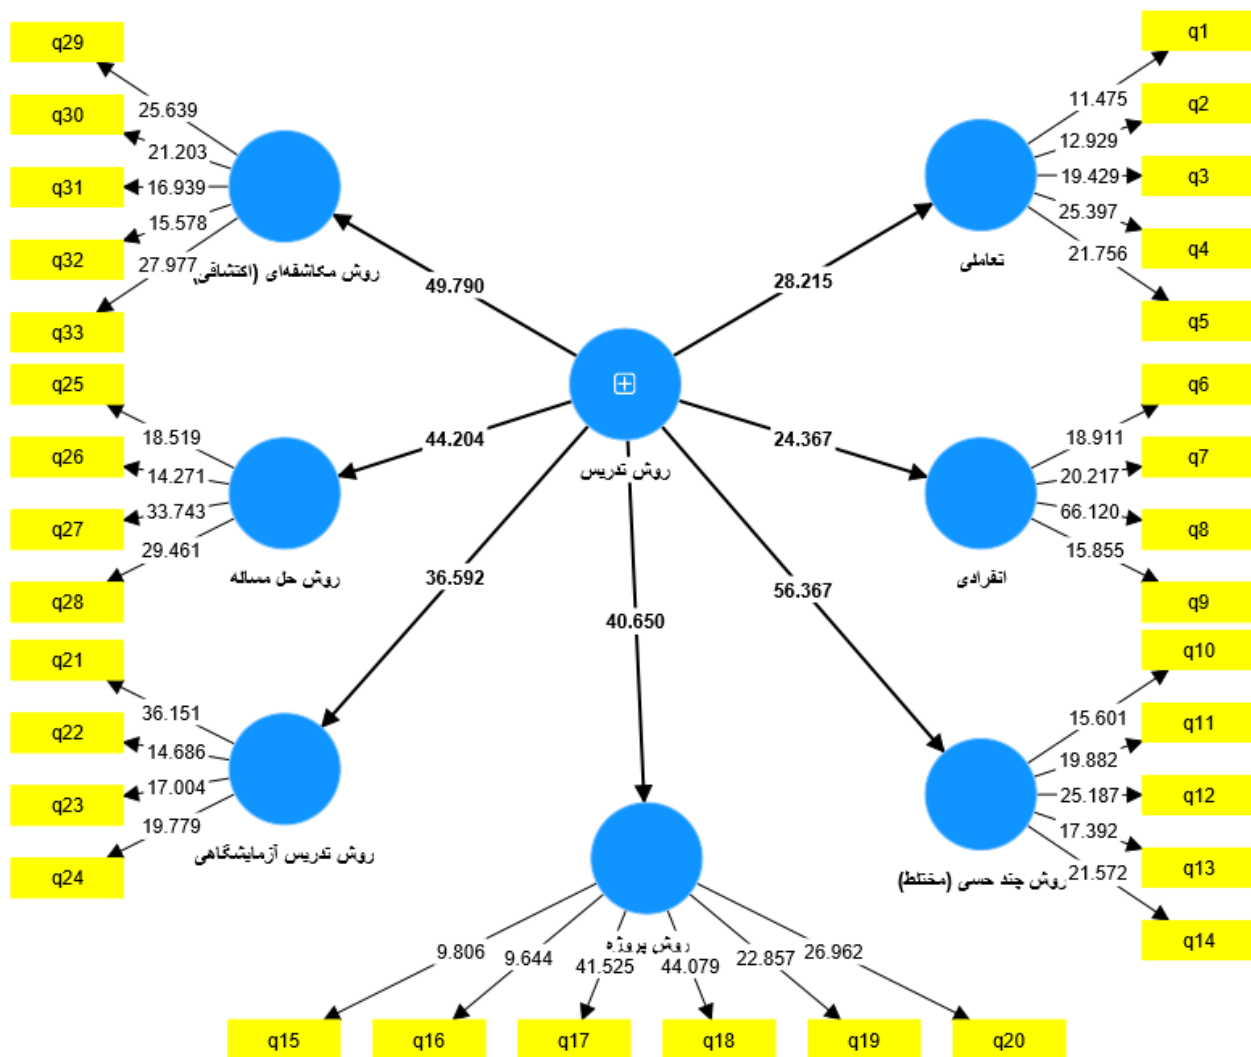 q29
q30
q31
q32
q33
25.639
21.203
16.939
15.578
27.977
روش مکاشفه‌ای (اکتشافی)
49.790
q1
q2
q3
q4
q5
11.475
12.929
19.429
25.397
21.756
تعاملی
28.215
روش تدریس
q25
q26
q27
q28
18.519
14.271
33.743
29.461
روش حل مساله
44.204
q6
q7
q8
q9
18.911
20.217
66.120
15.855
انفرادی
24.367
q21
q22
q23
q24
36.151
14.686
17.004
19.779
روش تدریس آزمایشگاهی
36.592
40.650
56.367
q10
q11
q12
q13
q14
15.601
19.882
25.187
17.392
21.572
روش چند حسی (مختلط)
روش پروژه
9.806
9.644
41.525
44.079
22.857
26.962
q15
q16
q17
q18
q19
q20